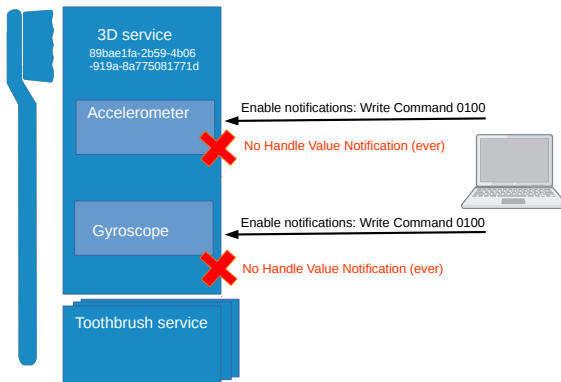 3D service
89bae1fa-2b59-4b06
-919a-8a775081771d
Enable notifications: Write Command 0100
Accelerometer
No Handle Value Notification (ever)
Enable notifications: Write Command 0100
Gyroscope
No Handle Value Notification (ever)
Toothbrush service